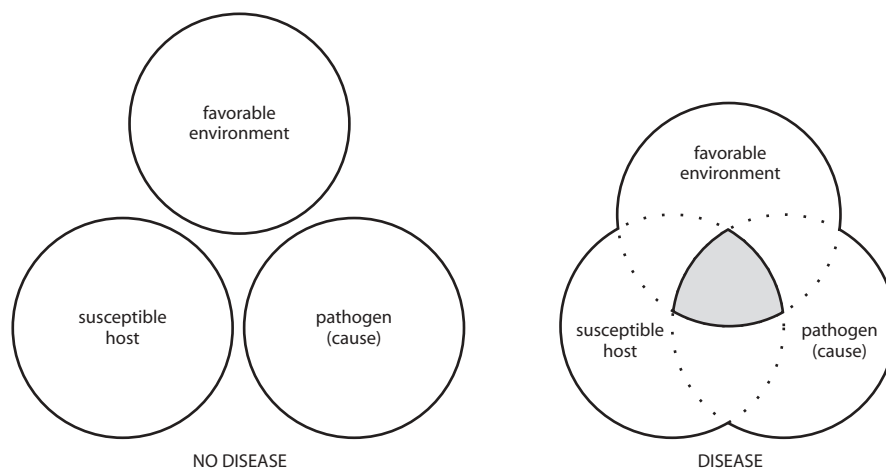 favorable
environment
susceptible
host
pathogen
(cause)
NO DISEASE
favorable
environment
susceptible
host
pathogen
(cause)
DISEASE